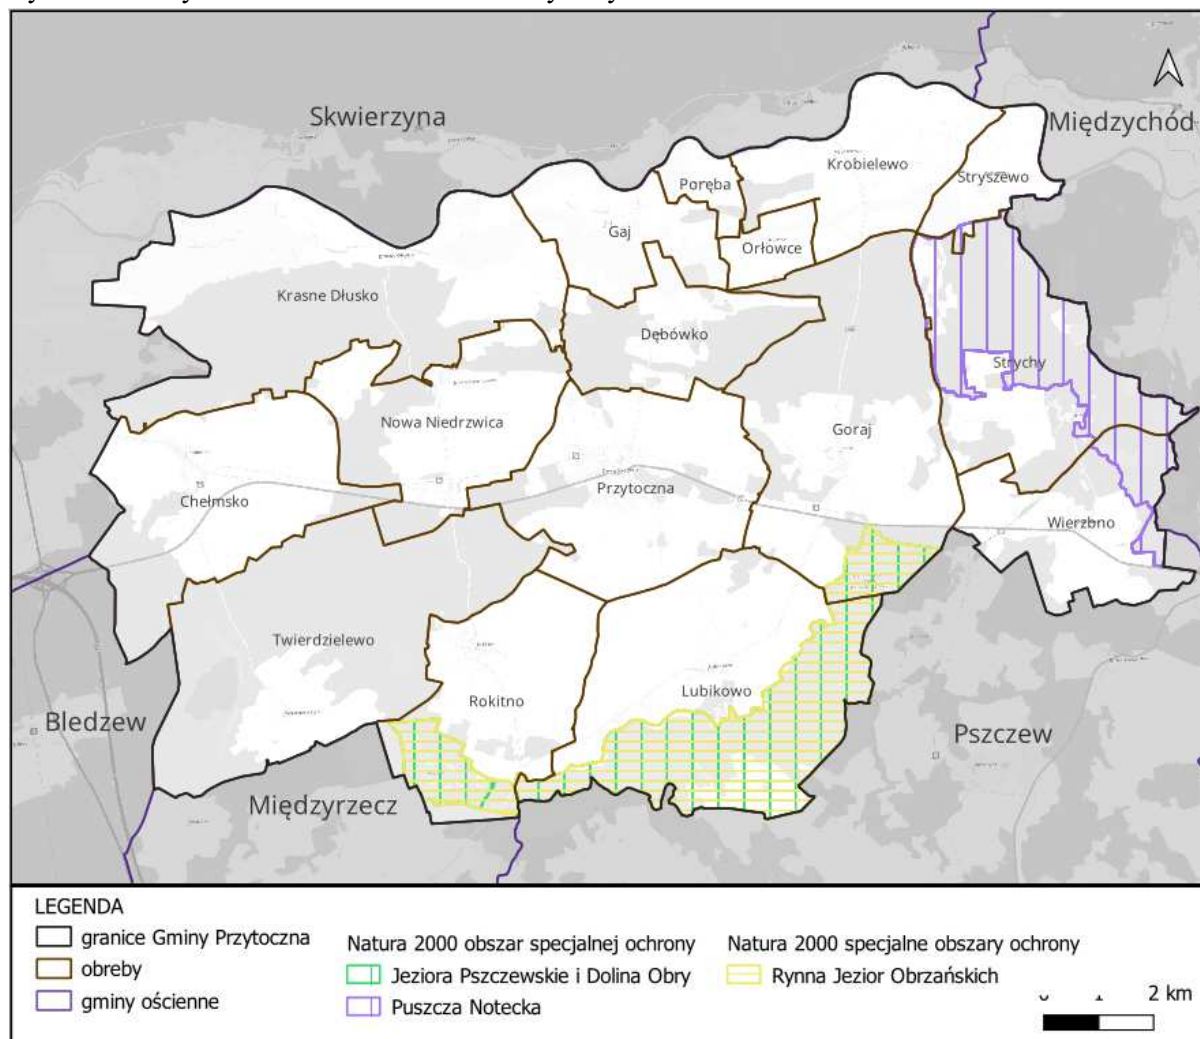 Skwierzyna
Międzychód
Krobielewo
Poręba
Stryszewo
Gaj
Orłowce
Krasne Dłusko
Dębówko
Strychy
Nowa Niedrzwica
Goraj
Chełmsko
Przytoczna
Wierzbno
Twierdzielewo
Rokitno
Lubikowo
Bledzew
Pszczew
Międzyrzecz
LEGENDA
granice Gminy Przytoczna
obreby
gminy ościenne
Natura 2000 obszar specjalnej ochrony
Jeziora Pszczewskie i Dolina Obry
Puszcza Notecka
Natura 2000 specjalne obszary ochrony
Rynna Jezior Obrzańskich
1 2 km